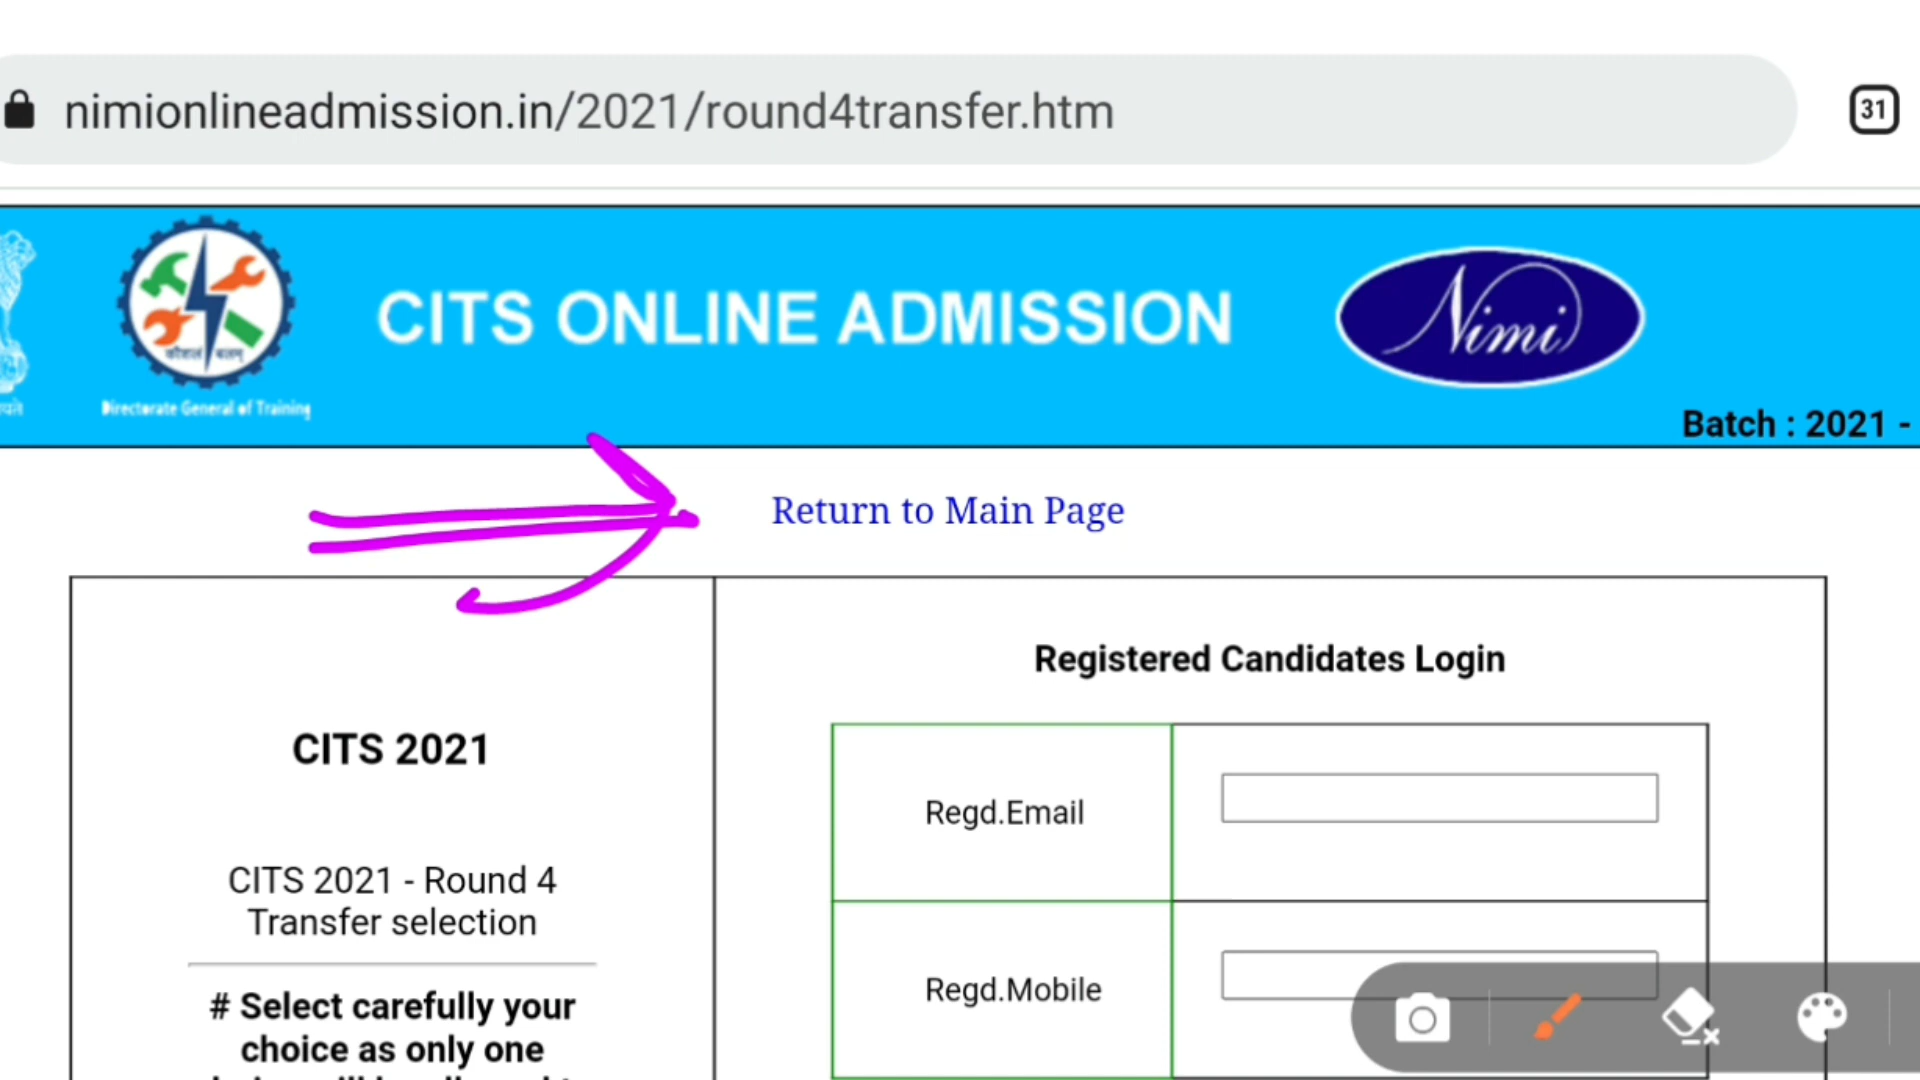 nimionlineadmission.in/2021/round4transfer.htm
31
कौशलं बलम्
Directorate General of Training
CITS ONLINE ADMISSION
Nimi
Batch : 2021 -
Return to Main Page
Registered Candidates Login
CITS 2021
Regd.Email
CITS 2021 - Round 4
Transfer selection
Regd.Mobile
# Select carefully your
choice as only one